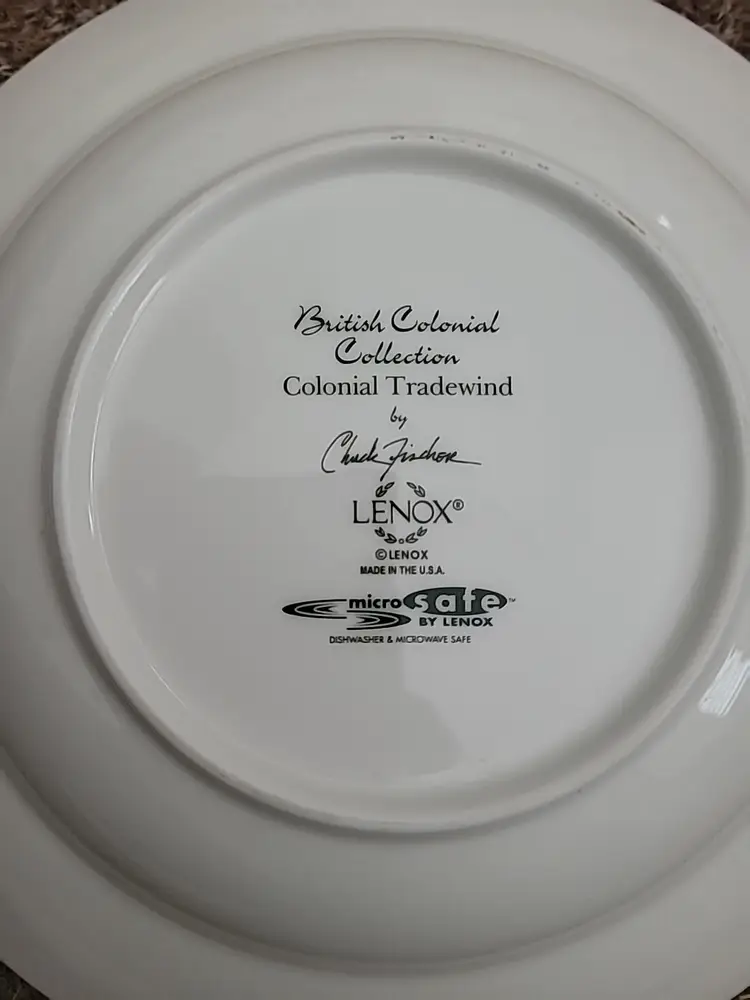 British Colonial
Collection
Colonial Tradewind
by
Chuck Fischer
LENOX®
© LENOX
MADE IN THE U.S.A.
micro safe™
BY LENOX
DISHWASHER & MICROWAVE SAFE